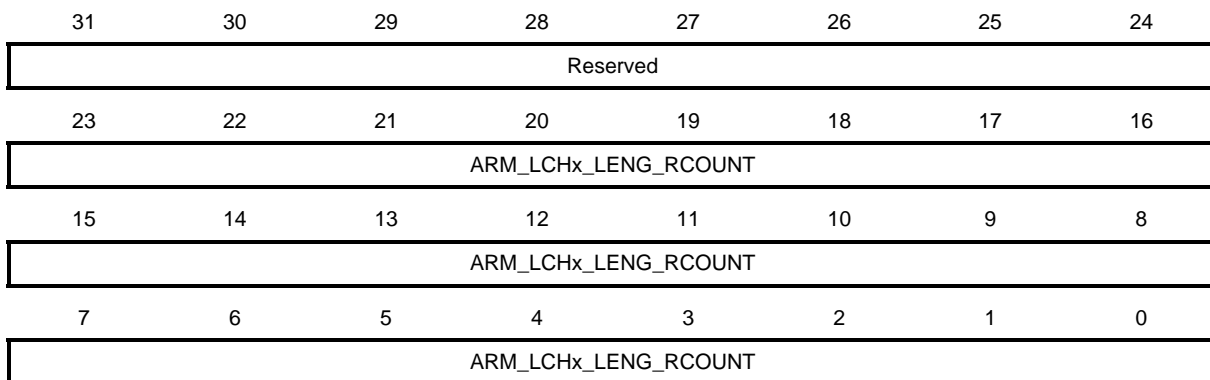 31 30 29 28 27 26 25 24
Reserved
23 22 21 20 19 18 17 16
ARM_LCHx_LENG_RCOUNT
15 14 13 12 11 10 9 8
ARM_LCHx_LENG_RCOUNT
7 6 5 4 3 2 1 0
ARM_LCHx_LENG_RCOUNT